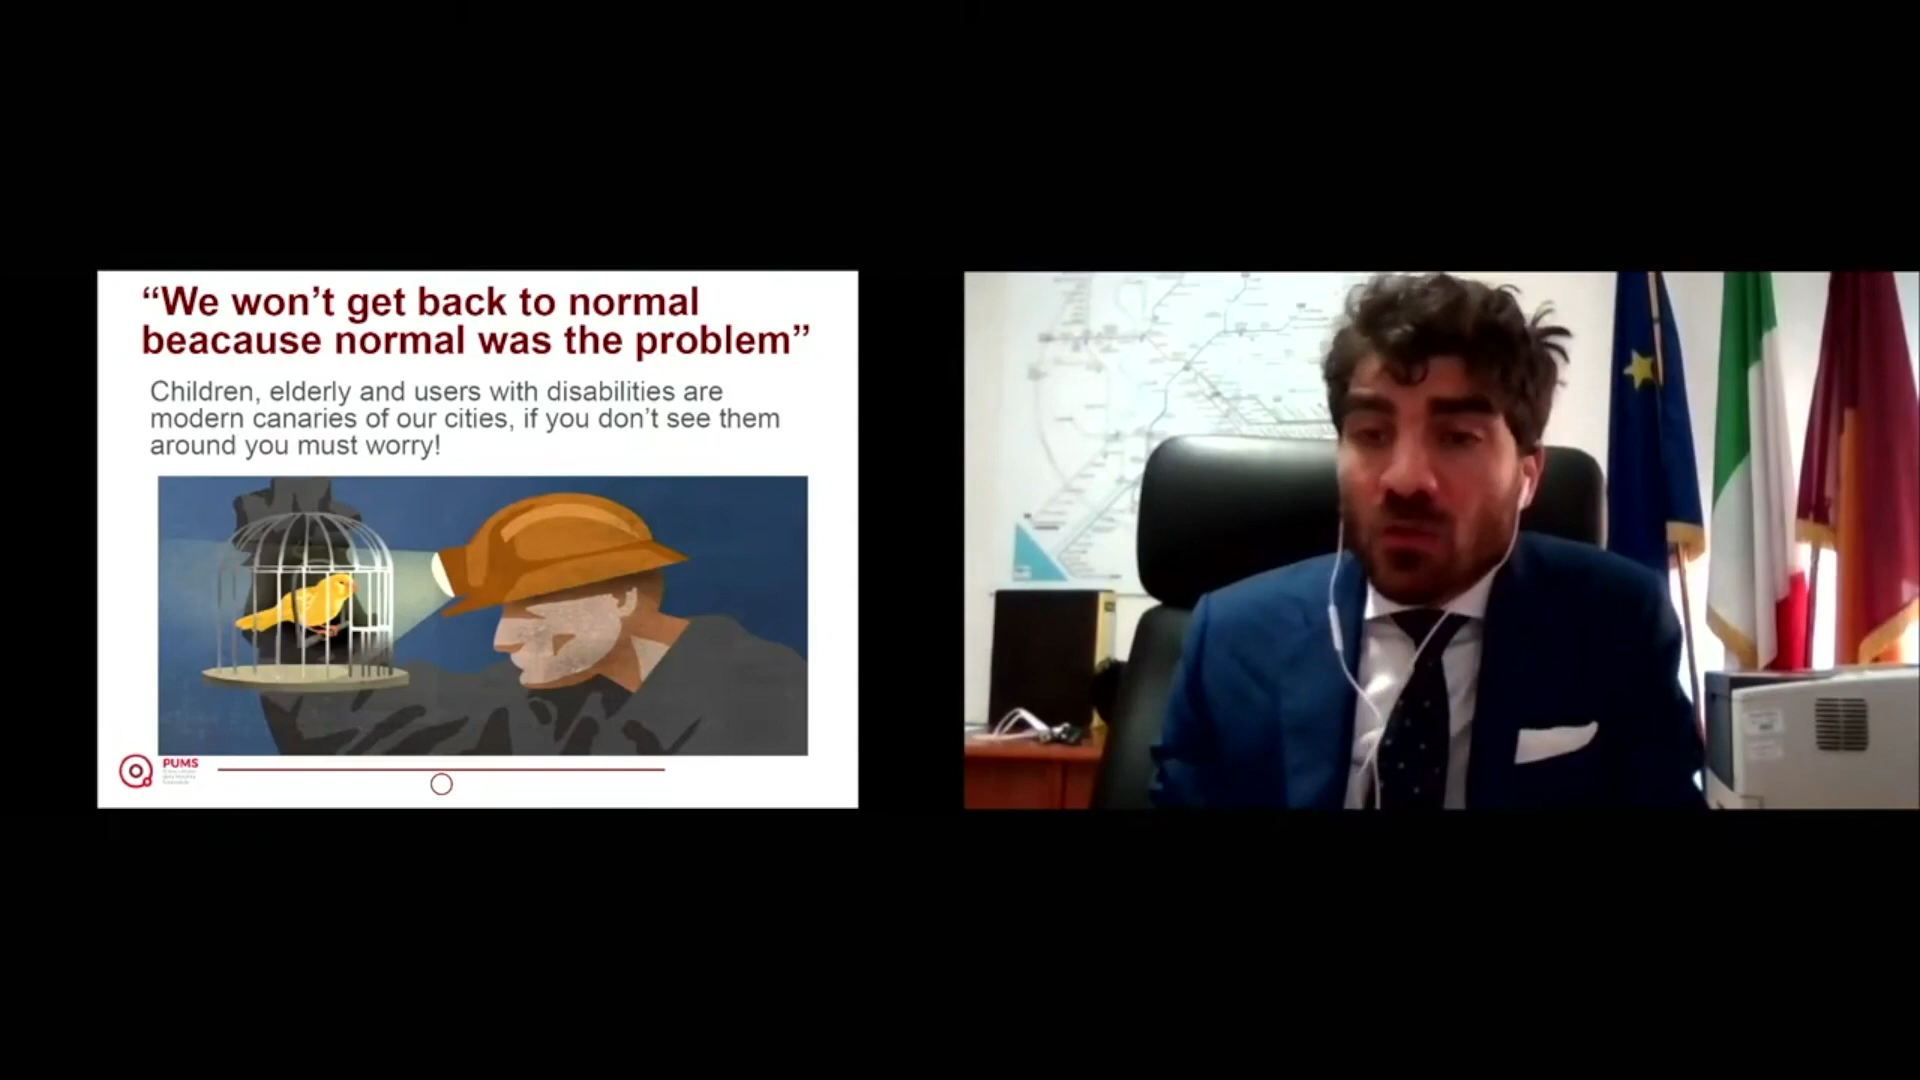 “We won’t get back to normal
beacause normal was the problem”
Children, elderly and users with disabilities are
modern canaries of our cities, if you don’t see them
around you must worry!
PUMS